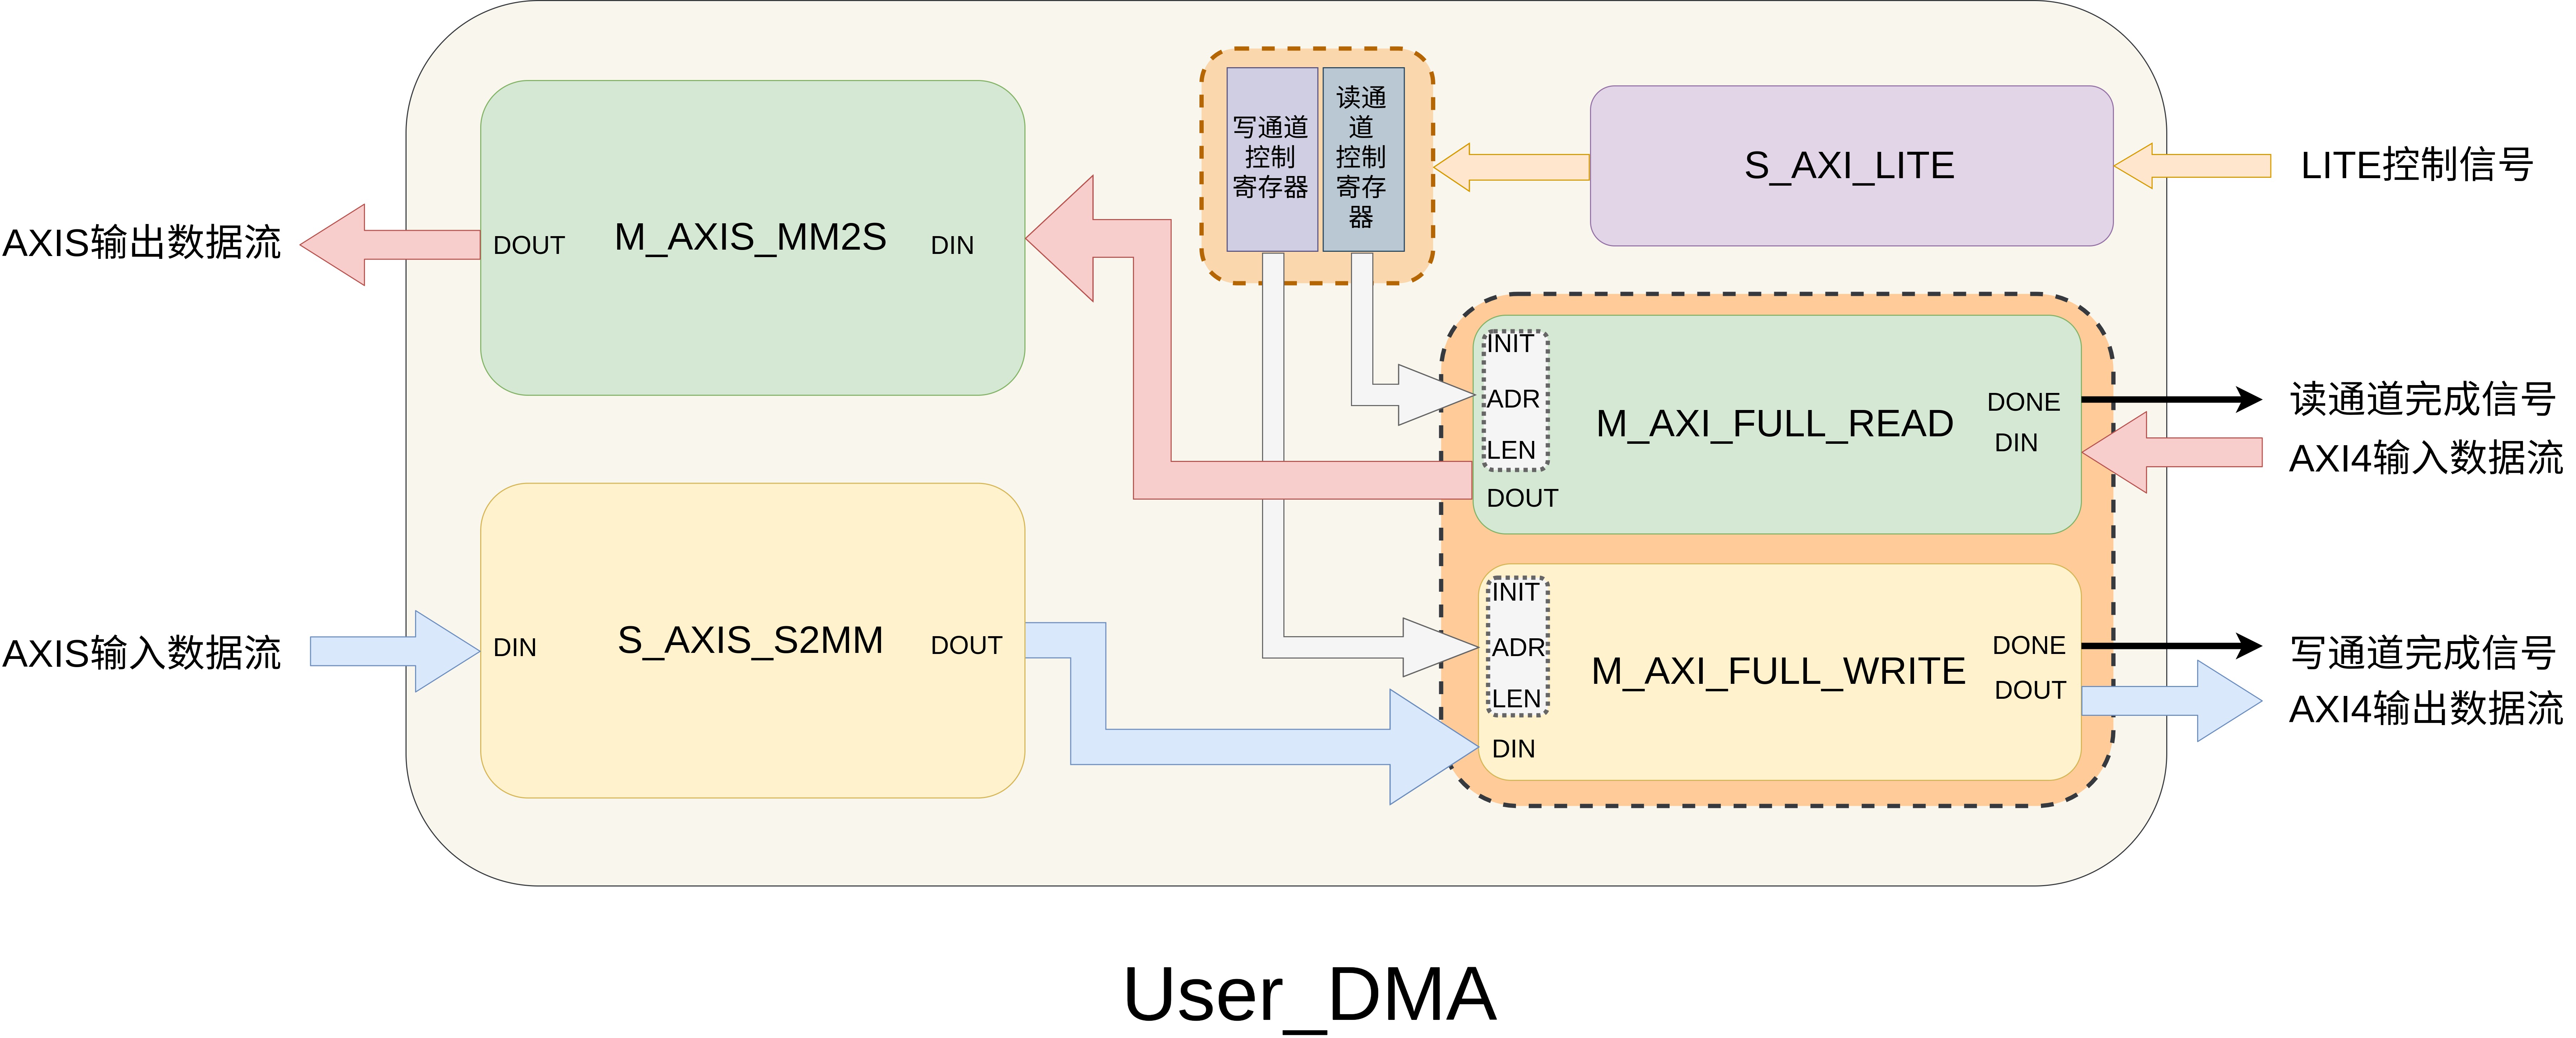 写通道
控制
寄存器
读通
道
控制
寄存
器
S_AXI_LITE
LITE控制信号
AXIS输出数据流
DOUT
M_AXIS_MM2S
DIN
INIT
ADR
LEN
DOUT
M_AXI_FULL_READ
DONE
DIN
读通道完成信号
AXI4输入数据流
AXIS输入数据流
DIN
S_AXIS_S2MM
DOUT
INIT
ADR
LEN
DIN
M_AXI_FULL_WRITE
DONE
DOUT
写通道完成信号
AXI4输出数据流
User_DMA